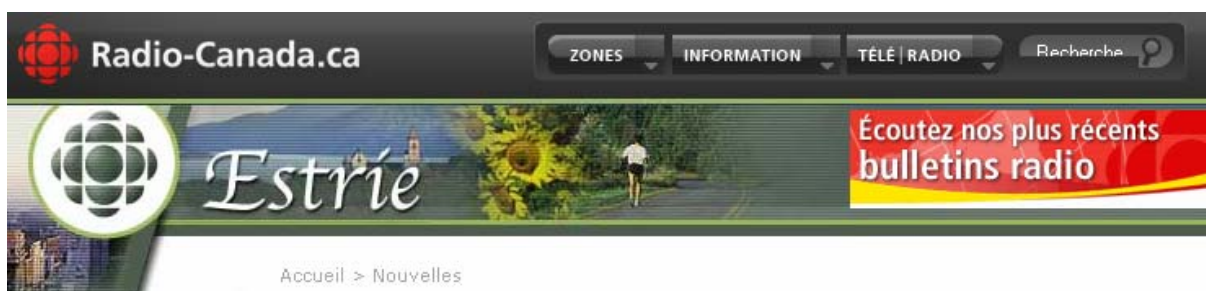 Radio-Canada.ca
ZONES INFORMATION TÉLÉ | RADIO Recherche
Estrie
Écoutez nos plus récents
bulletins radio
Accueil > Nouvelles